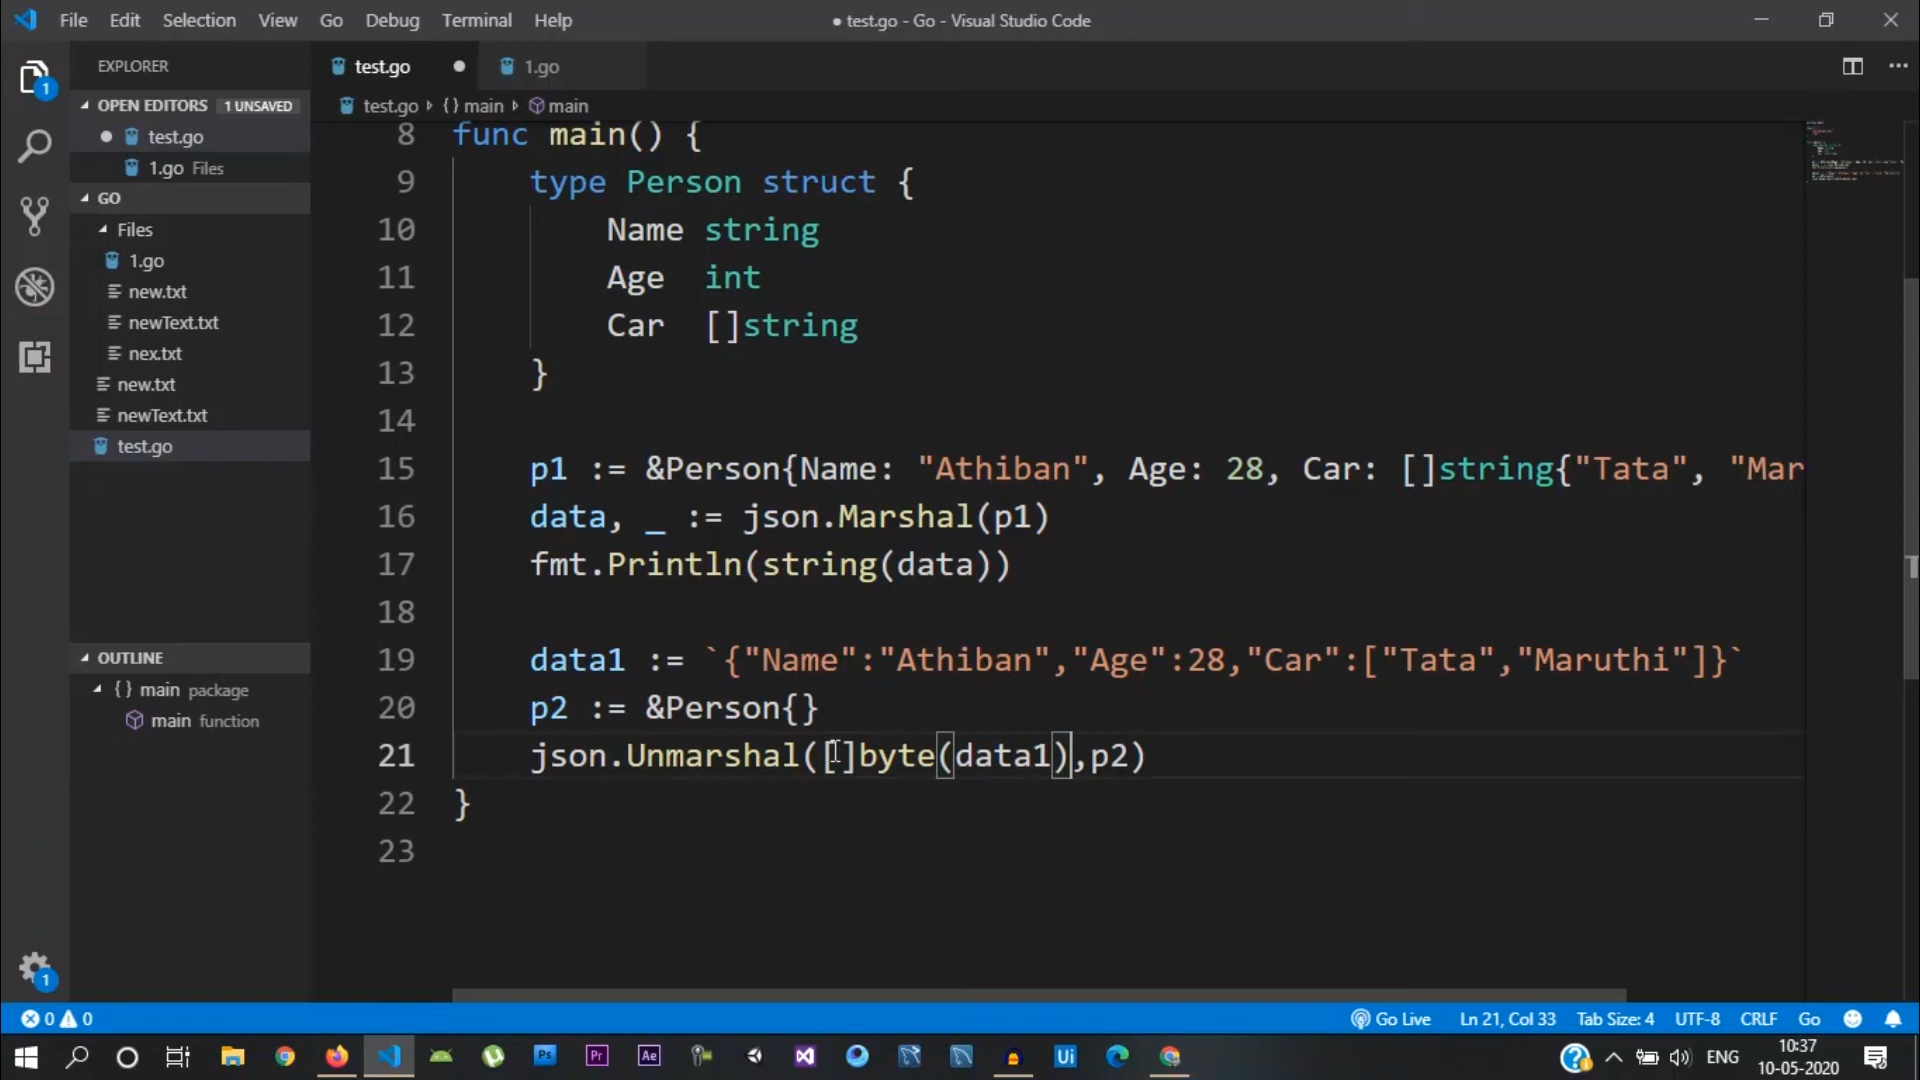 File Edit Selection View Go Debug Terminal Help
● test.go - Go - Visual Studio Code
EXPLORER
test.go
1.go
OPEN EDITORS 1 UNSAVED
test.go
1.go Files
GO
Files
1.go
new.txt
newText.txt
nex.txt
new.txt
newText.txt
test.go
OUTLINE
{} main package
main function
test.go {} main main
8 func main() {
9 type Person struct {
10 Name string
11 Age int
12 Car []string
13 }
14
15 p1 := &Person{Name: "Athiban", Age: 28, Car: []string{"Tata", "Mar
16 data, _ := json.Marshal(p1)
17 fmt.Println(string(data))
18
19 data1 := `{"Name":"Athiban","Age":28,"Car":["Tata","Maruthi"]}`
20 p2 := &Person{}
21 json.Unmarshal([]byte(data1),p2)
22 }
23
1
1
0 0
Go Live Ln 21, Col 33 Tab Size: 4 UTF-8 CRLF Go
Ps Pr Ae Ui
ENG
10:37
10-05-2020